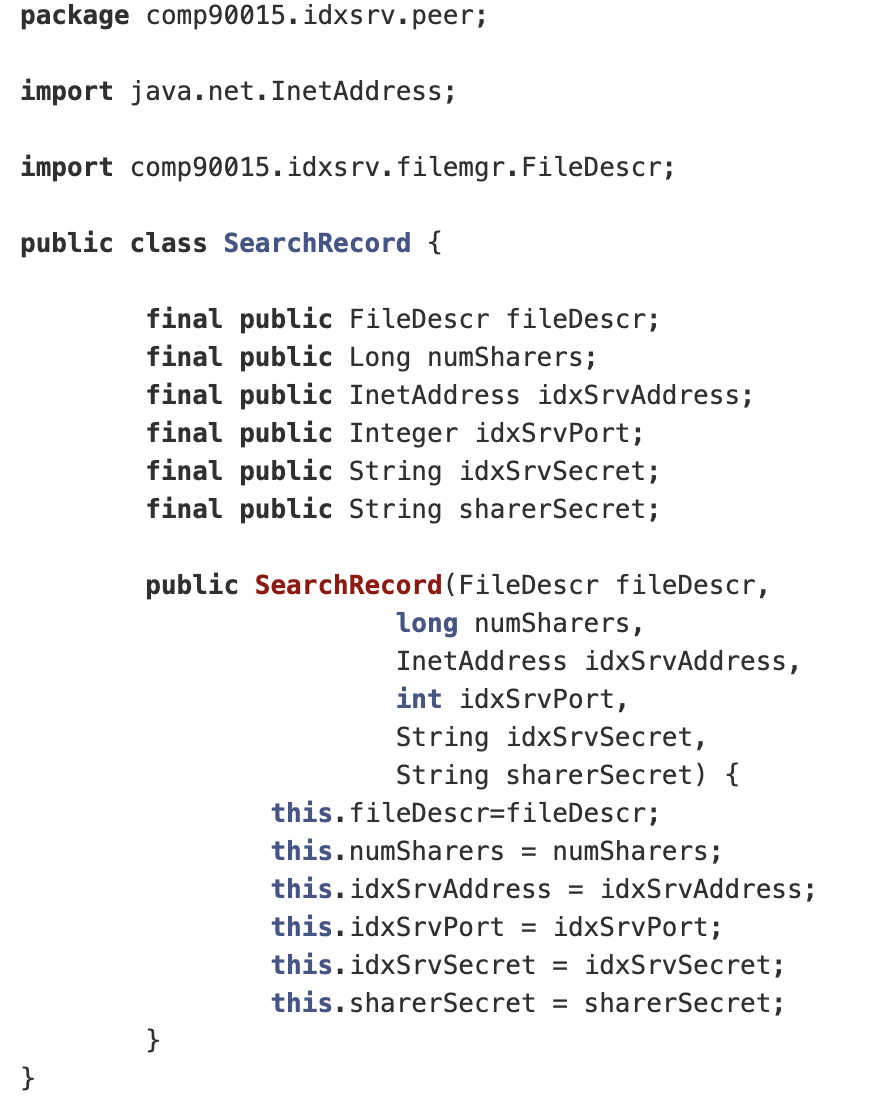 package comp90015.idxsrv.peer;
import java.net.InetAddress;
import comp90015.idxsrv.filemgr.FileDescr;
public class SearchRecord {
final public FileDescr fileDescr;
final public Long numSharers;
final public InetAddress idxSrvAddress;
final public Integer idxSrvPort;
final public String idxSrvSecret;
final public String sharerSecret;
public SearchRecord(FileDescr fileDescr,
long numSharers,
InetAddress idxSrvAddress,
int idxSrvPort,
String idxSrvSecret,
String sharerSecret) {
this.fileDescr=fileDescr;
this.numSharers = numSharers;
this.idxSrvAddress = idxSrvAddress;
this.idxSrvPort = idxSrvPort;
this.idxSrvSecret = idxSrvSecret;
this.sharerSecret = sharerSecret;
}
}